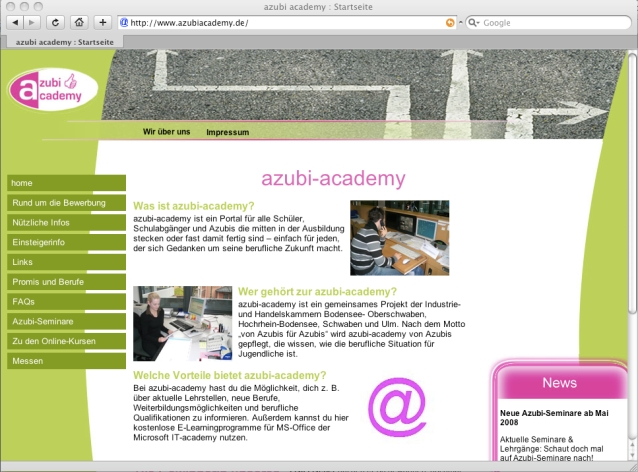 azubi academy : Startseite
http://www.azubiacademy.de/
Google
azubi academy : Startseite
azubi
academy
Wir über uns Impressum
azubi-academy
home
Rund um die Bewerbung
Nützliche Infos
Einsteigerinfo
Links
Promis und Berufe
FAQs
Azubi-Seminare
Zu den Online-Kursen
Messen
Was ist azubi-academy?
azubi-academy ist ein Portal für alle Schüler,
Schulabgänger und Azubis die mitten in der Ausbildung
stecken oder fast damit fertig sind – einfach für jeden,
der sich Gedanken um seine berufliche Zukunft macht.
Wer gehört zur azubi-academy?
azubi-academy ist ein gemeinsames Projekt der Industrie-
und Handelskammern Bodensee- Oberschwaben,
Hochrhein-Bodensee, Schwaben und Ulm. Nach dem Motto
„von Azubis für Azubis“ wird azubi-academy von Azubis
gepflegt, die wissen, wie die berufliche Situation für
Jugendliche ist.
Welche Vorteile bietet azubi-academy?
Bei azubi-academy hast du die Möglichkeit, dich z. B.
über aktuelle Lehrstellen, neue Berufe,
Weiterbildungsmöglichkeiten und berufliche
Qualifikationen zu informieren. Außerdem kannst du hier
kostenlose E-Learningprogramme für MS-Office der
Microsoft IT-academy nutzen.
@
News
Neue Azubi-Seminare ab Mai
2008
Aktuelle Seminare &
Lehrgänge: Schaut doch mal
auf Azubi-Seminare nach!